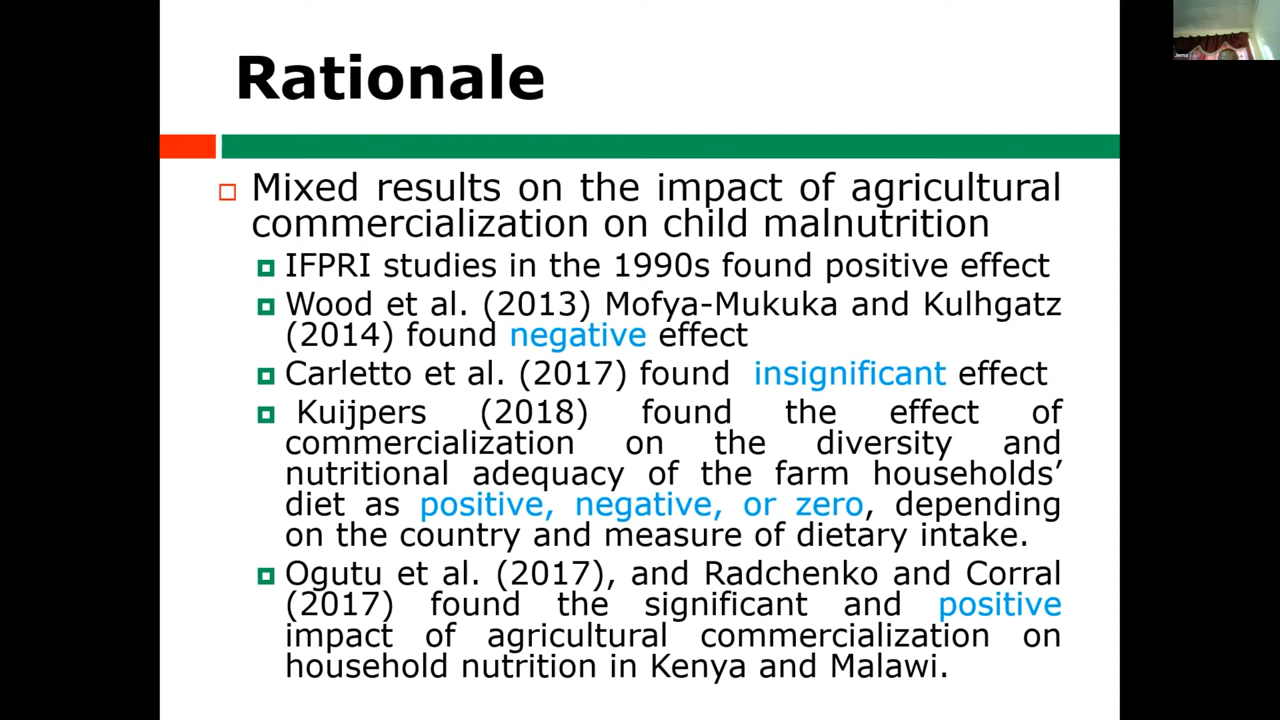 Rationale
Mixed results on the impact of agricultural
commercialization on child malnutrition
IFPRI studies in the 1990s found positive effect
Wood et al. (2013) Mofya-Mukuka and Kulhgatz
(2014) found negative effect
Carletto et al. (2017) found insignificant effect
Kuijpers (2018) found the effect of
commercialization on the diversity and
nutritional adequacy of the farm households’
diet as positive, negative, or zero, depending
on the country and measure of dietary intake.
Ogutu et al. (2017), and Radchenko and Corral
(2017) found the significant and positive
impact of agricultural commercialization on
household nutrition in Kenya and Malawi.